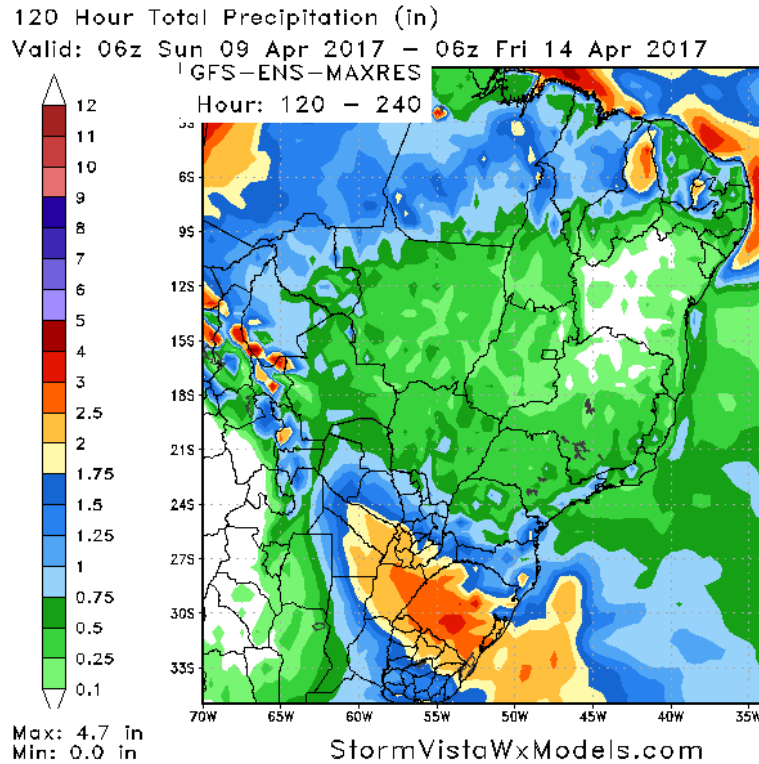 120 Hour Total Precipitation (in)
Valid: 06z Sun 09 Apr 2017 – 06z Fri 14 Apr 2017
GFS-ENS-MAXRES
Hour: 120 – 240
12
11
10
9
8
7
6
5
4
3
2.5
2
1.75
1.5
1.25
1
0.75
0.5
0.25
0.1
3S
6S
9S
12S
15S
18S
21S
24S
27S
30S
33S
70W 65W 60W 55W 50W 45W 40W 35W
Max: 4.7 in
Min: 0.0 in
StormVistaWxModels.com